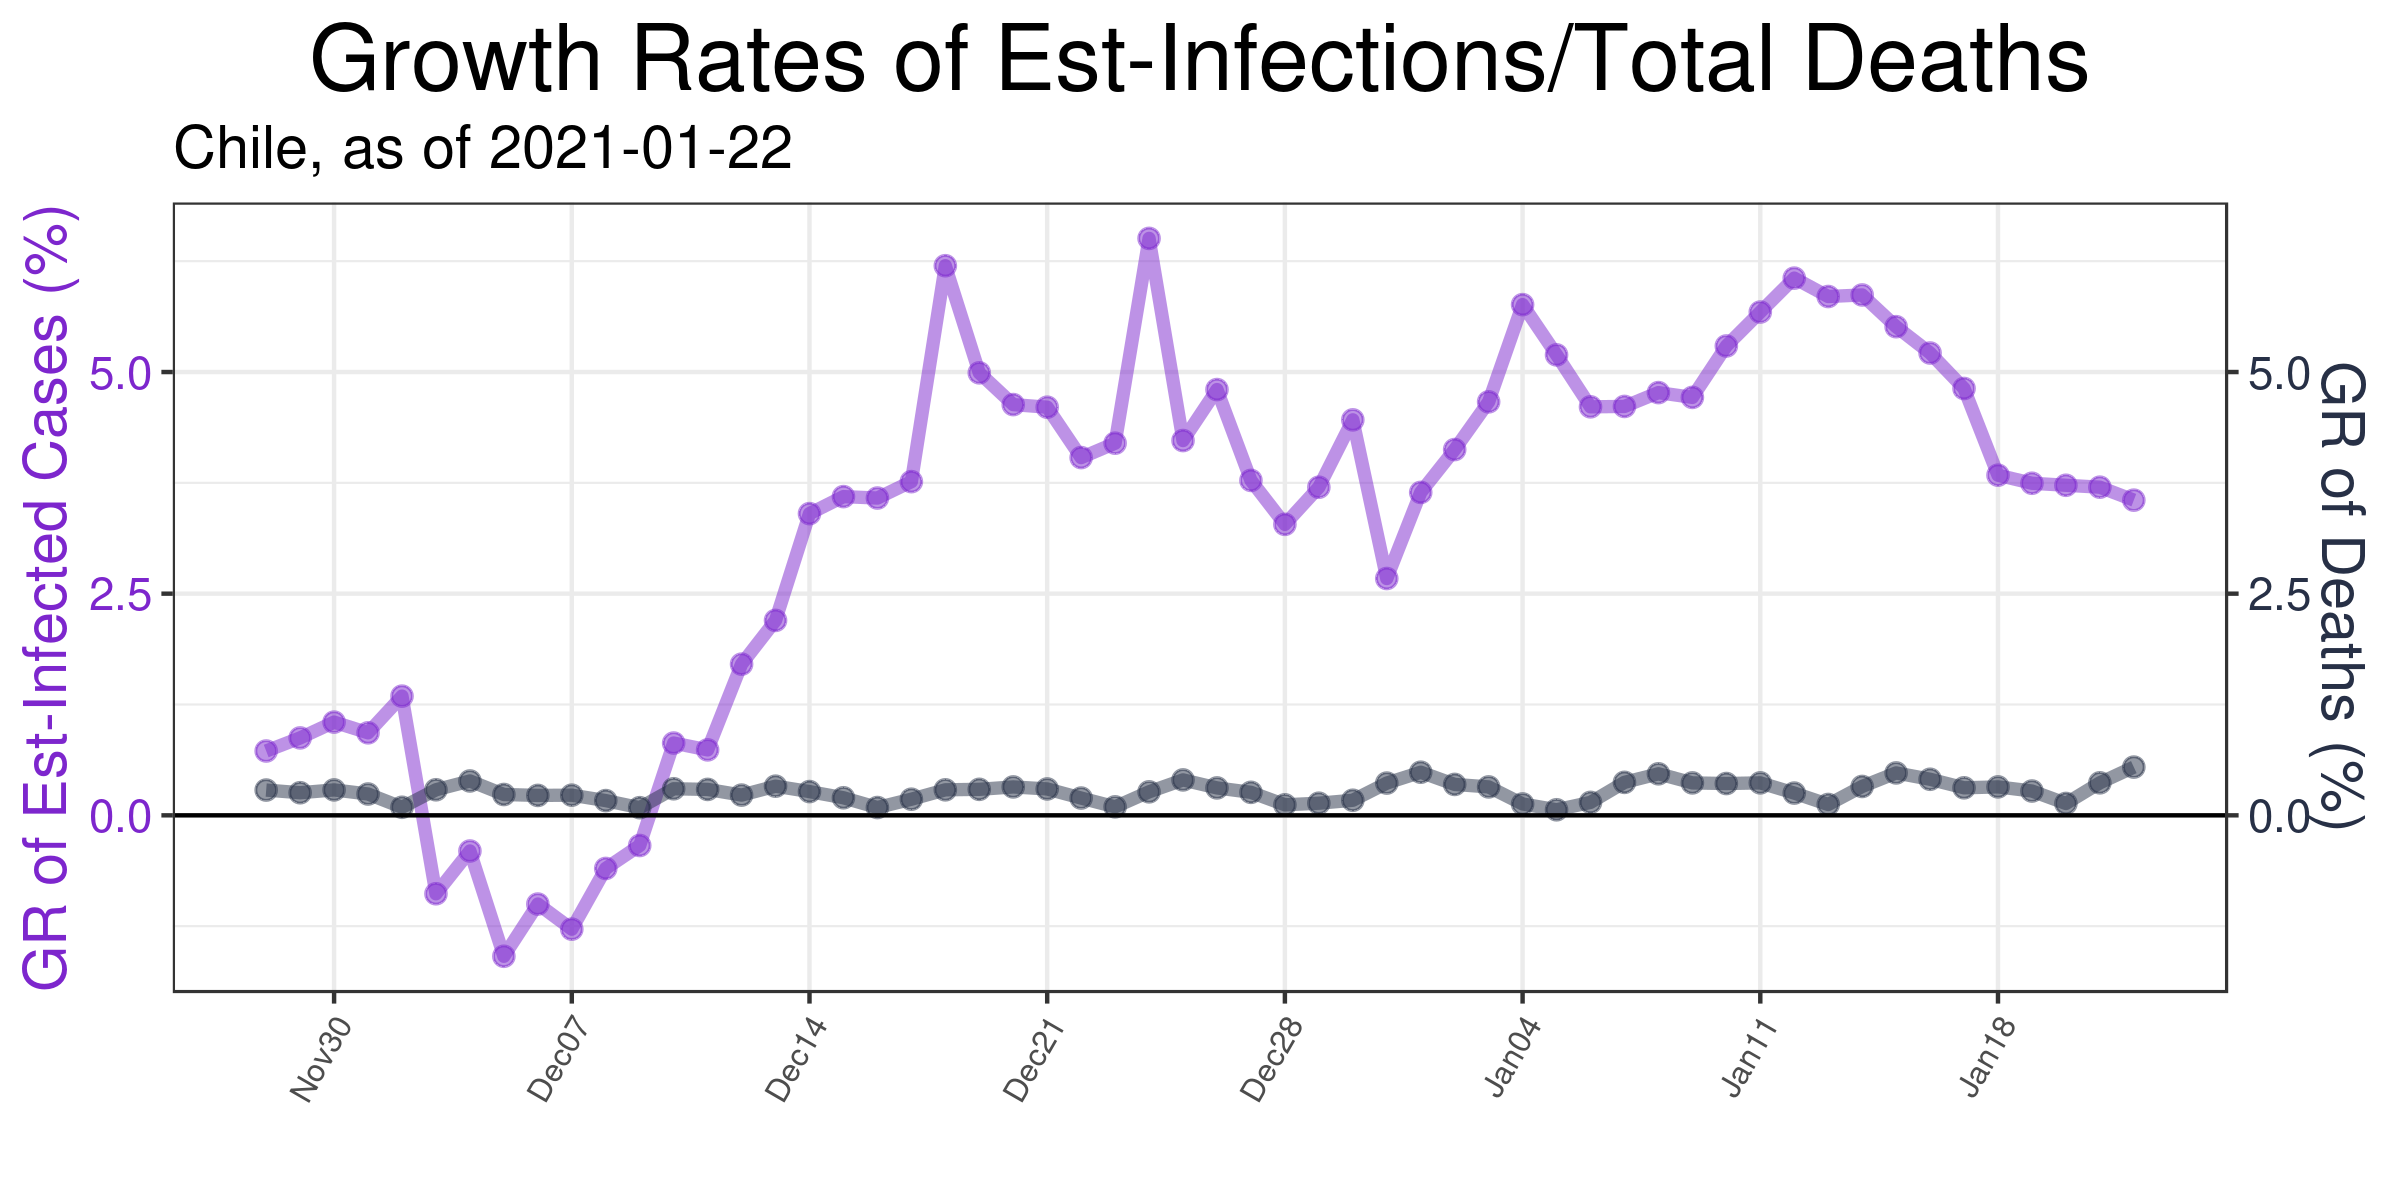 Growth Rates of Est-Infections/Total Deaths
Chile, as of 2021-01-22
GR of Est-Infected Cases (%)
5.0
2.5
0.0
5.0
2.5
0.0
GR of Deaths (%)
Nov30
Dec07
Dec14
Dec21
Dec28
Jan04
Jan11
Jan18